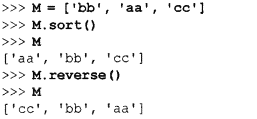 >>> M = ['bb', 'aa', 'cc']
>>> M.sort()
>>> M
['aa', 'bb', 'cc']
>>> M.reverse()
>>> M
['cc', 'bb', 'aa']